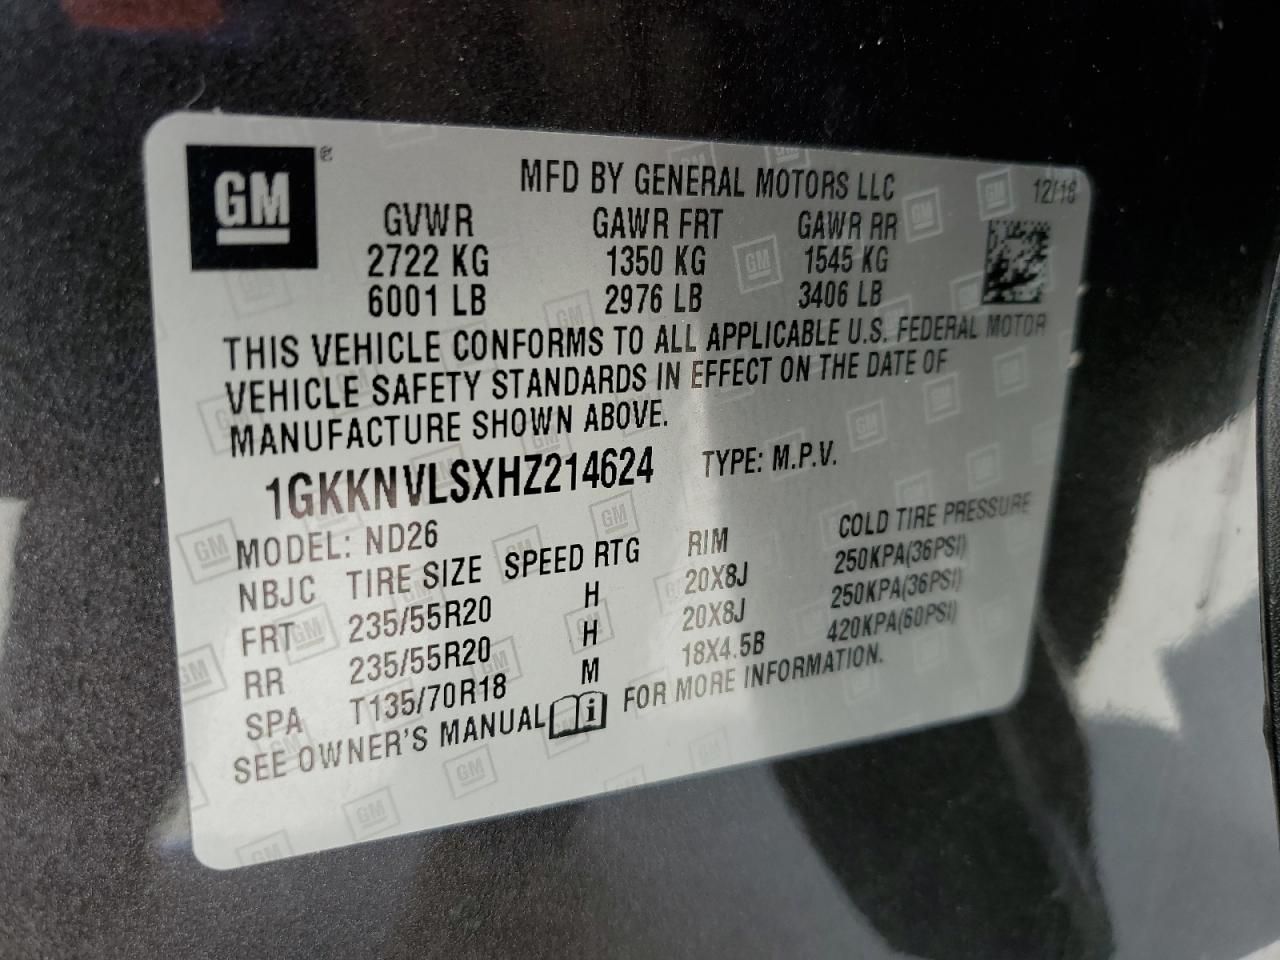 GM
MFD BY GENERAL MOTORS LLC
12/16
GVWR GAWR FRT GAWR RR
2722 KG 1350 KG 1545 KG
6001 LB 2976 LB 3406 LB
THIS VEHICLE CONFORMS TO ALL APPLICABLE U.S. FEDERAL MOTOR
VEHICLE SAFETY STANDARDS IN EFFECT ON THE DATE OF
MANUFACTURE SHOWN ABOVE.
1GKKNVLSXHZ214624 TYPE: M.P.V.
MODEL: ND26
NBJC TIRE SIZE SPEED RTG RIM COLD TIRE PRESSURE
FRT 235/55R20 H 20X8J 250KPA(36PSI)
RR 235/55R20 H 20X8J 250KPA(36PSI)
SPA T135/70R18 M 18X4.5B 420KPA(60PSI)
SEE OWNER'S MANUAL i FOR MORE INFORMATION.